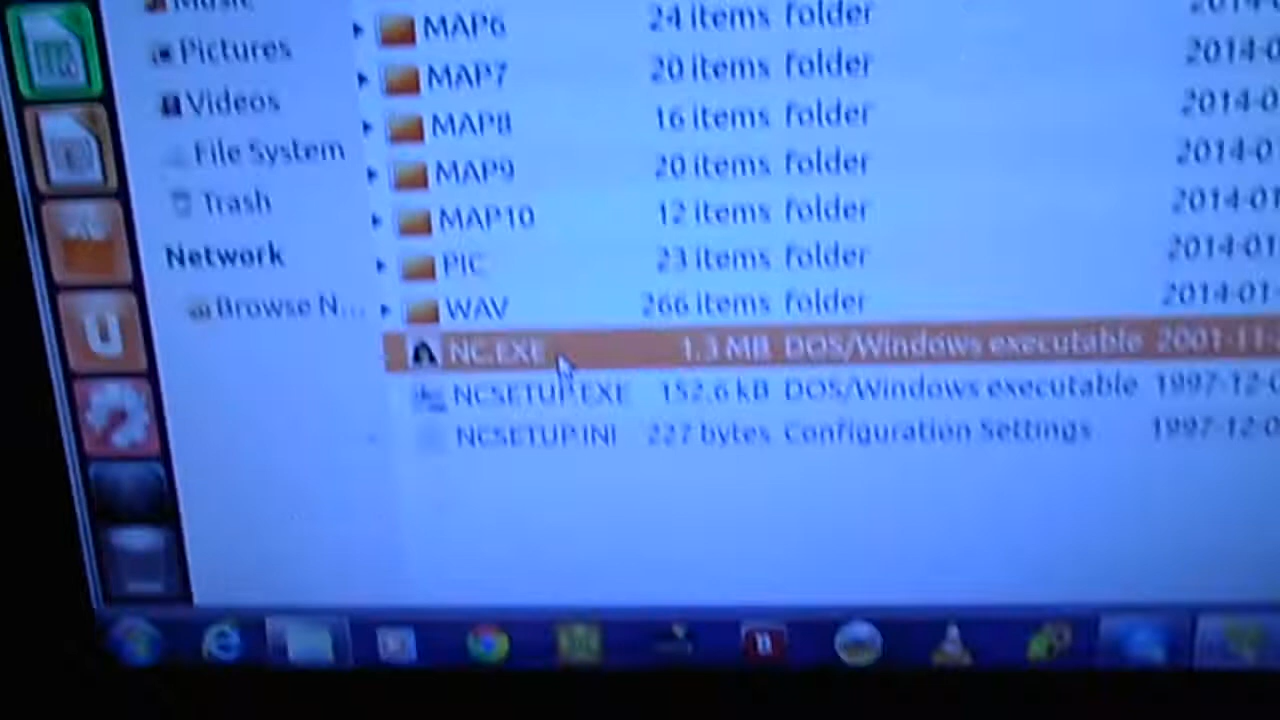 Music
MAP6 24 items folder 2014-0
Pictures
MAP7 20 items folder 2014-0
Videos
MAP8 16 items folder 2014-0
File System
MAP9 20 items folder 2014-0
Trash
MAP10 12 items folder 2014-01
Network
PIC 23 items folder 2014-01
Browse N...
WAV 266 items folder 2014-01-
NC.EXE 1.3 MB DOS/Windows executable 2001-11-2
NCSETUP.EXE 152.6 kB DOS/Windows executable 1997-12-0
NCSETUP.INI 227 bytes Configuration Settings 1997-12-0